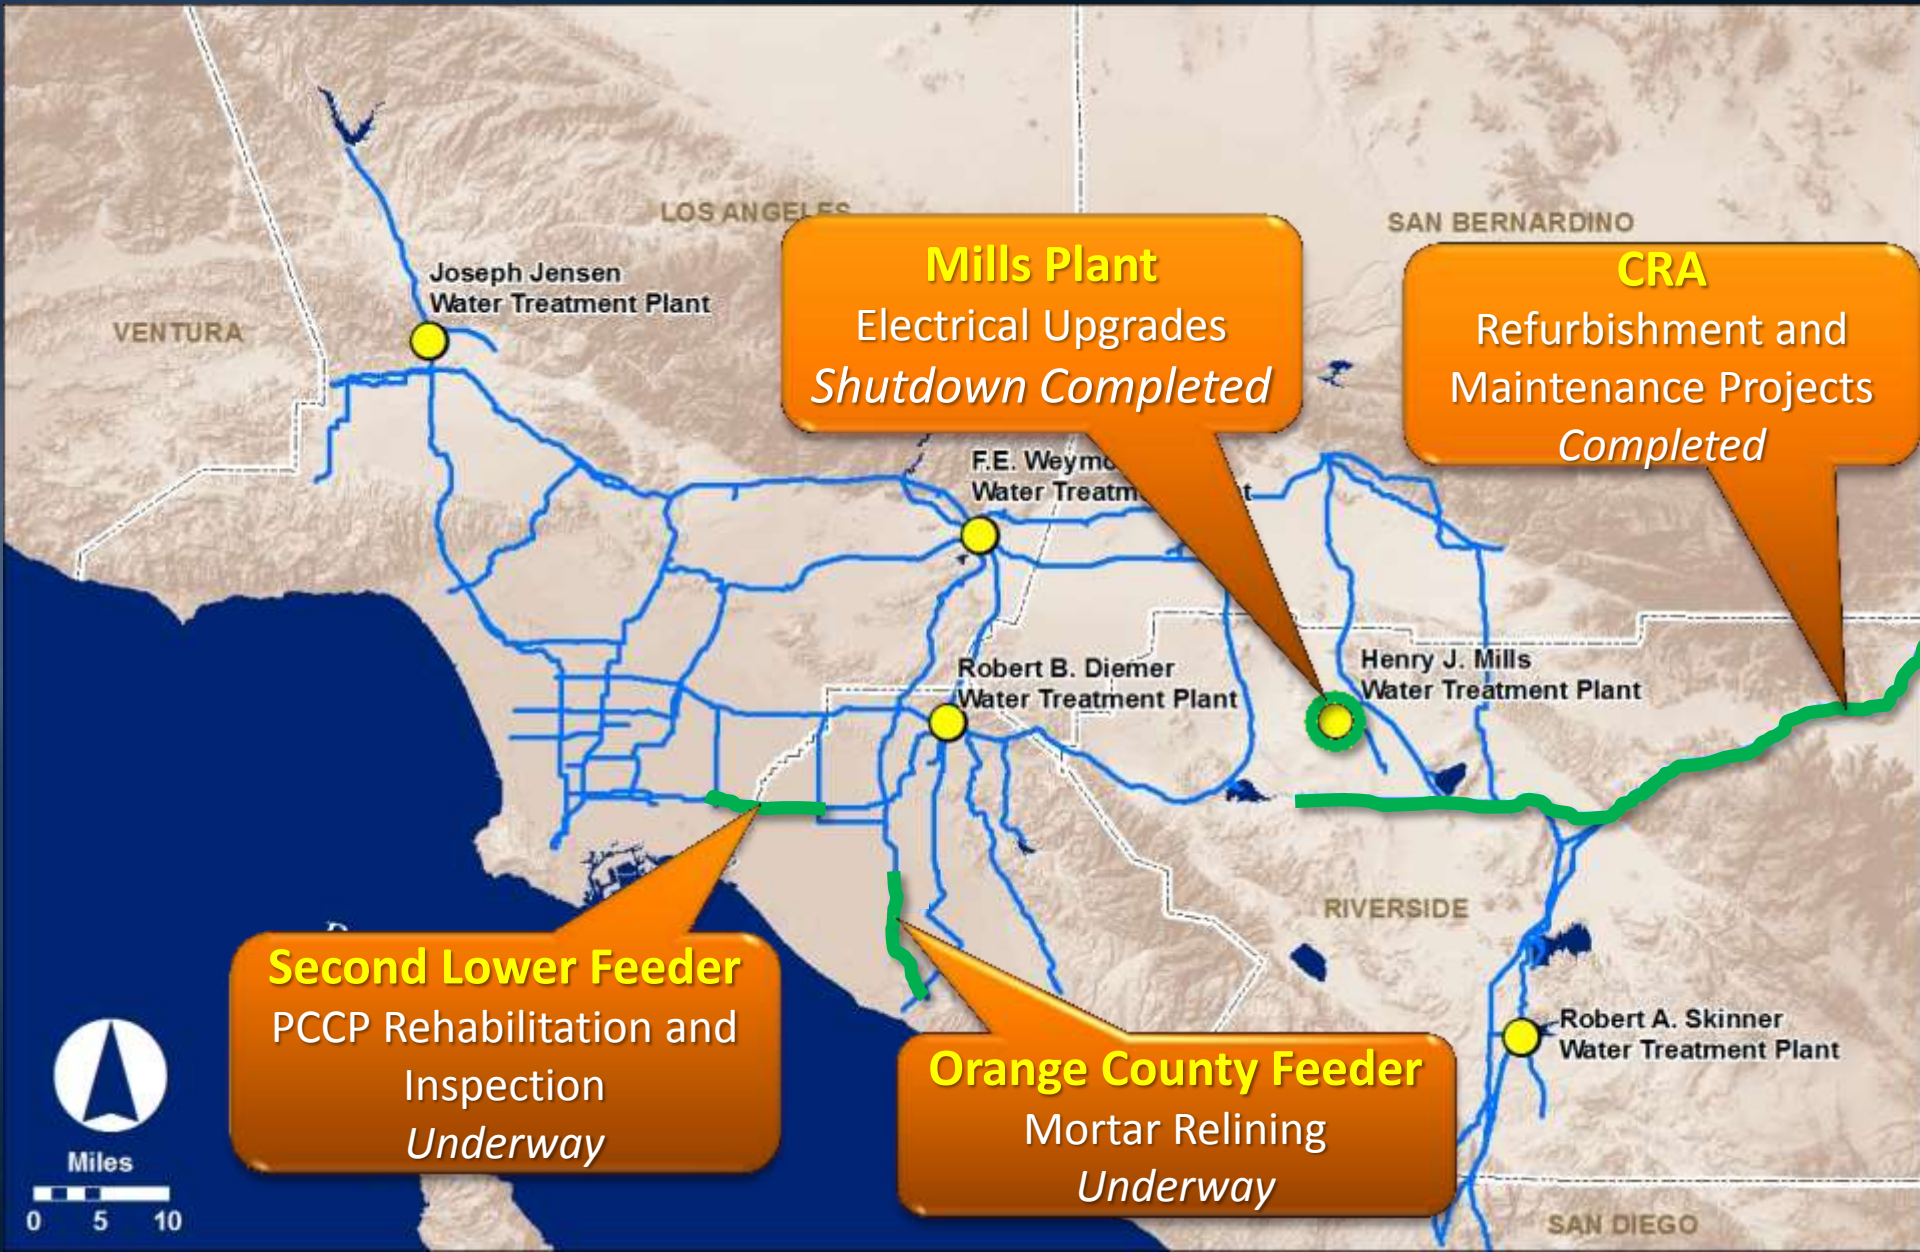 LOS ANGELES
SAN BERNARDINO
VENTURA
Joseph Jensen
Water Treatment Plant
Mills Plant
Electrical Upgrades
Shutdown Completed
CRA
Refurbishment and
Maintenance Projects
Completed
F.E.
Water
Robert B. Diemer
Water Treatment Plant
Henry J. Mills
Water Treatment Plant
RIVERSIDE
Second Lower Feeder
PCCP Rehabilitation and
Inspection
Underway
Orange County Feeder
Mortar Relining
Underway
Robert A. Skinner
Water Treatment Plant
SAN DIEGO
Miles
0 5 10